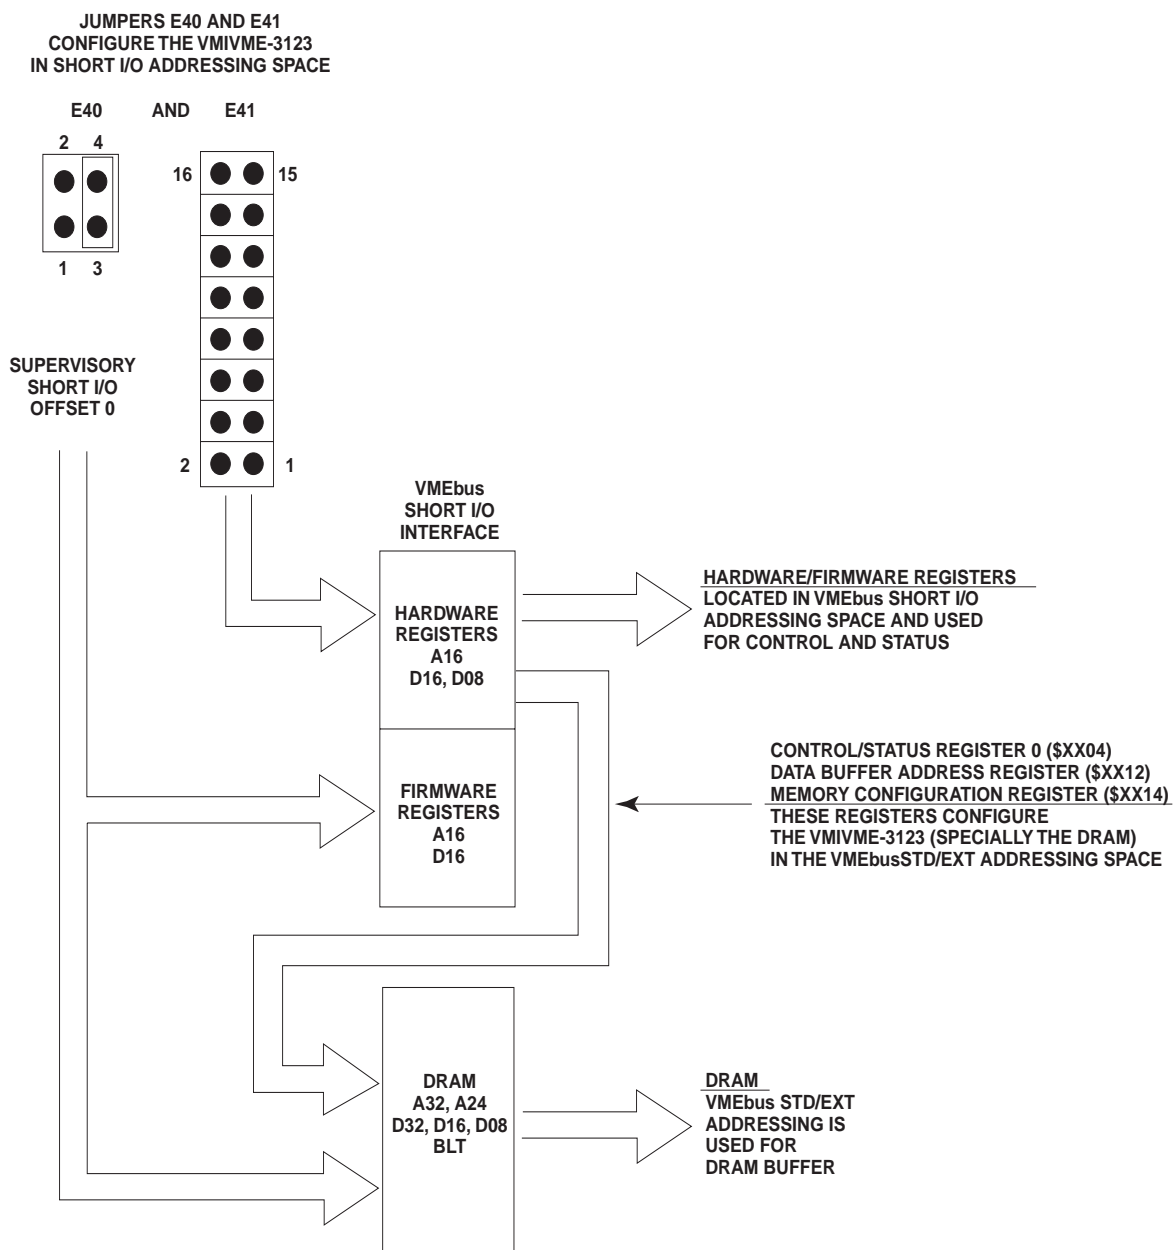 JUMPERS E40 AND E41
CONFIGURE THE VMIVME-3123
IN SHORT I/O ADDRESSING SPACE
E40 AND E41
2 4
16 15
1 3
SUPERVISORY
SHORT I/O
OFFSET 0
2 1
VMEbus
SHORT I/O
INTERFACE
HARDWARE
REGISTERS
A16
D16, D08
HARDWARE/FIRMWARE REGISTERS
LOCATED IN VMEbus SHORT I/O
ADDRESSING SPACE AND USED
FOR CONTROL AND STATUS
FIRMWARE
REGISTERS
A16
D16
CONTROL/STATUS REGISTER 0 ($XX04)
DATA BUFFER ADDRESS REGISTER ($XX12)
MEMORY CONFIGURATION REGISTER ($XX14)
THESE REGISTERS CONFIGURE
THE VMIVME-3123 (SPECIALLY THE DRAM)
IN THE VMEbusSTD/EXT ADDRESSING SPACE
DRAM
A32, A24
D32, D16, D08
BLT
DRAM
VMEbus STD/EXT
ADDRESSING IS
USED FOR
DRAM BUFFER